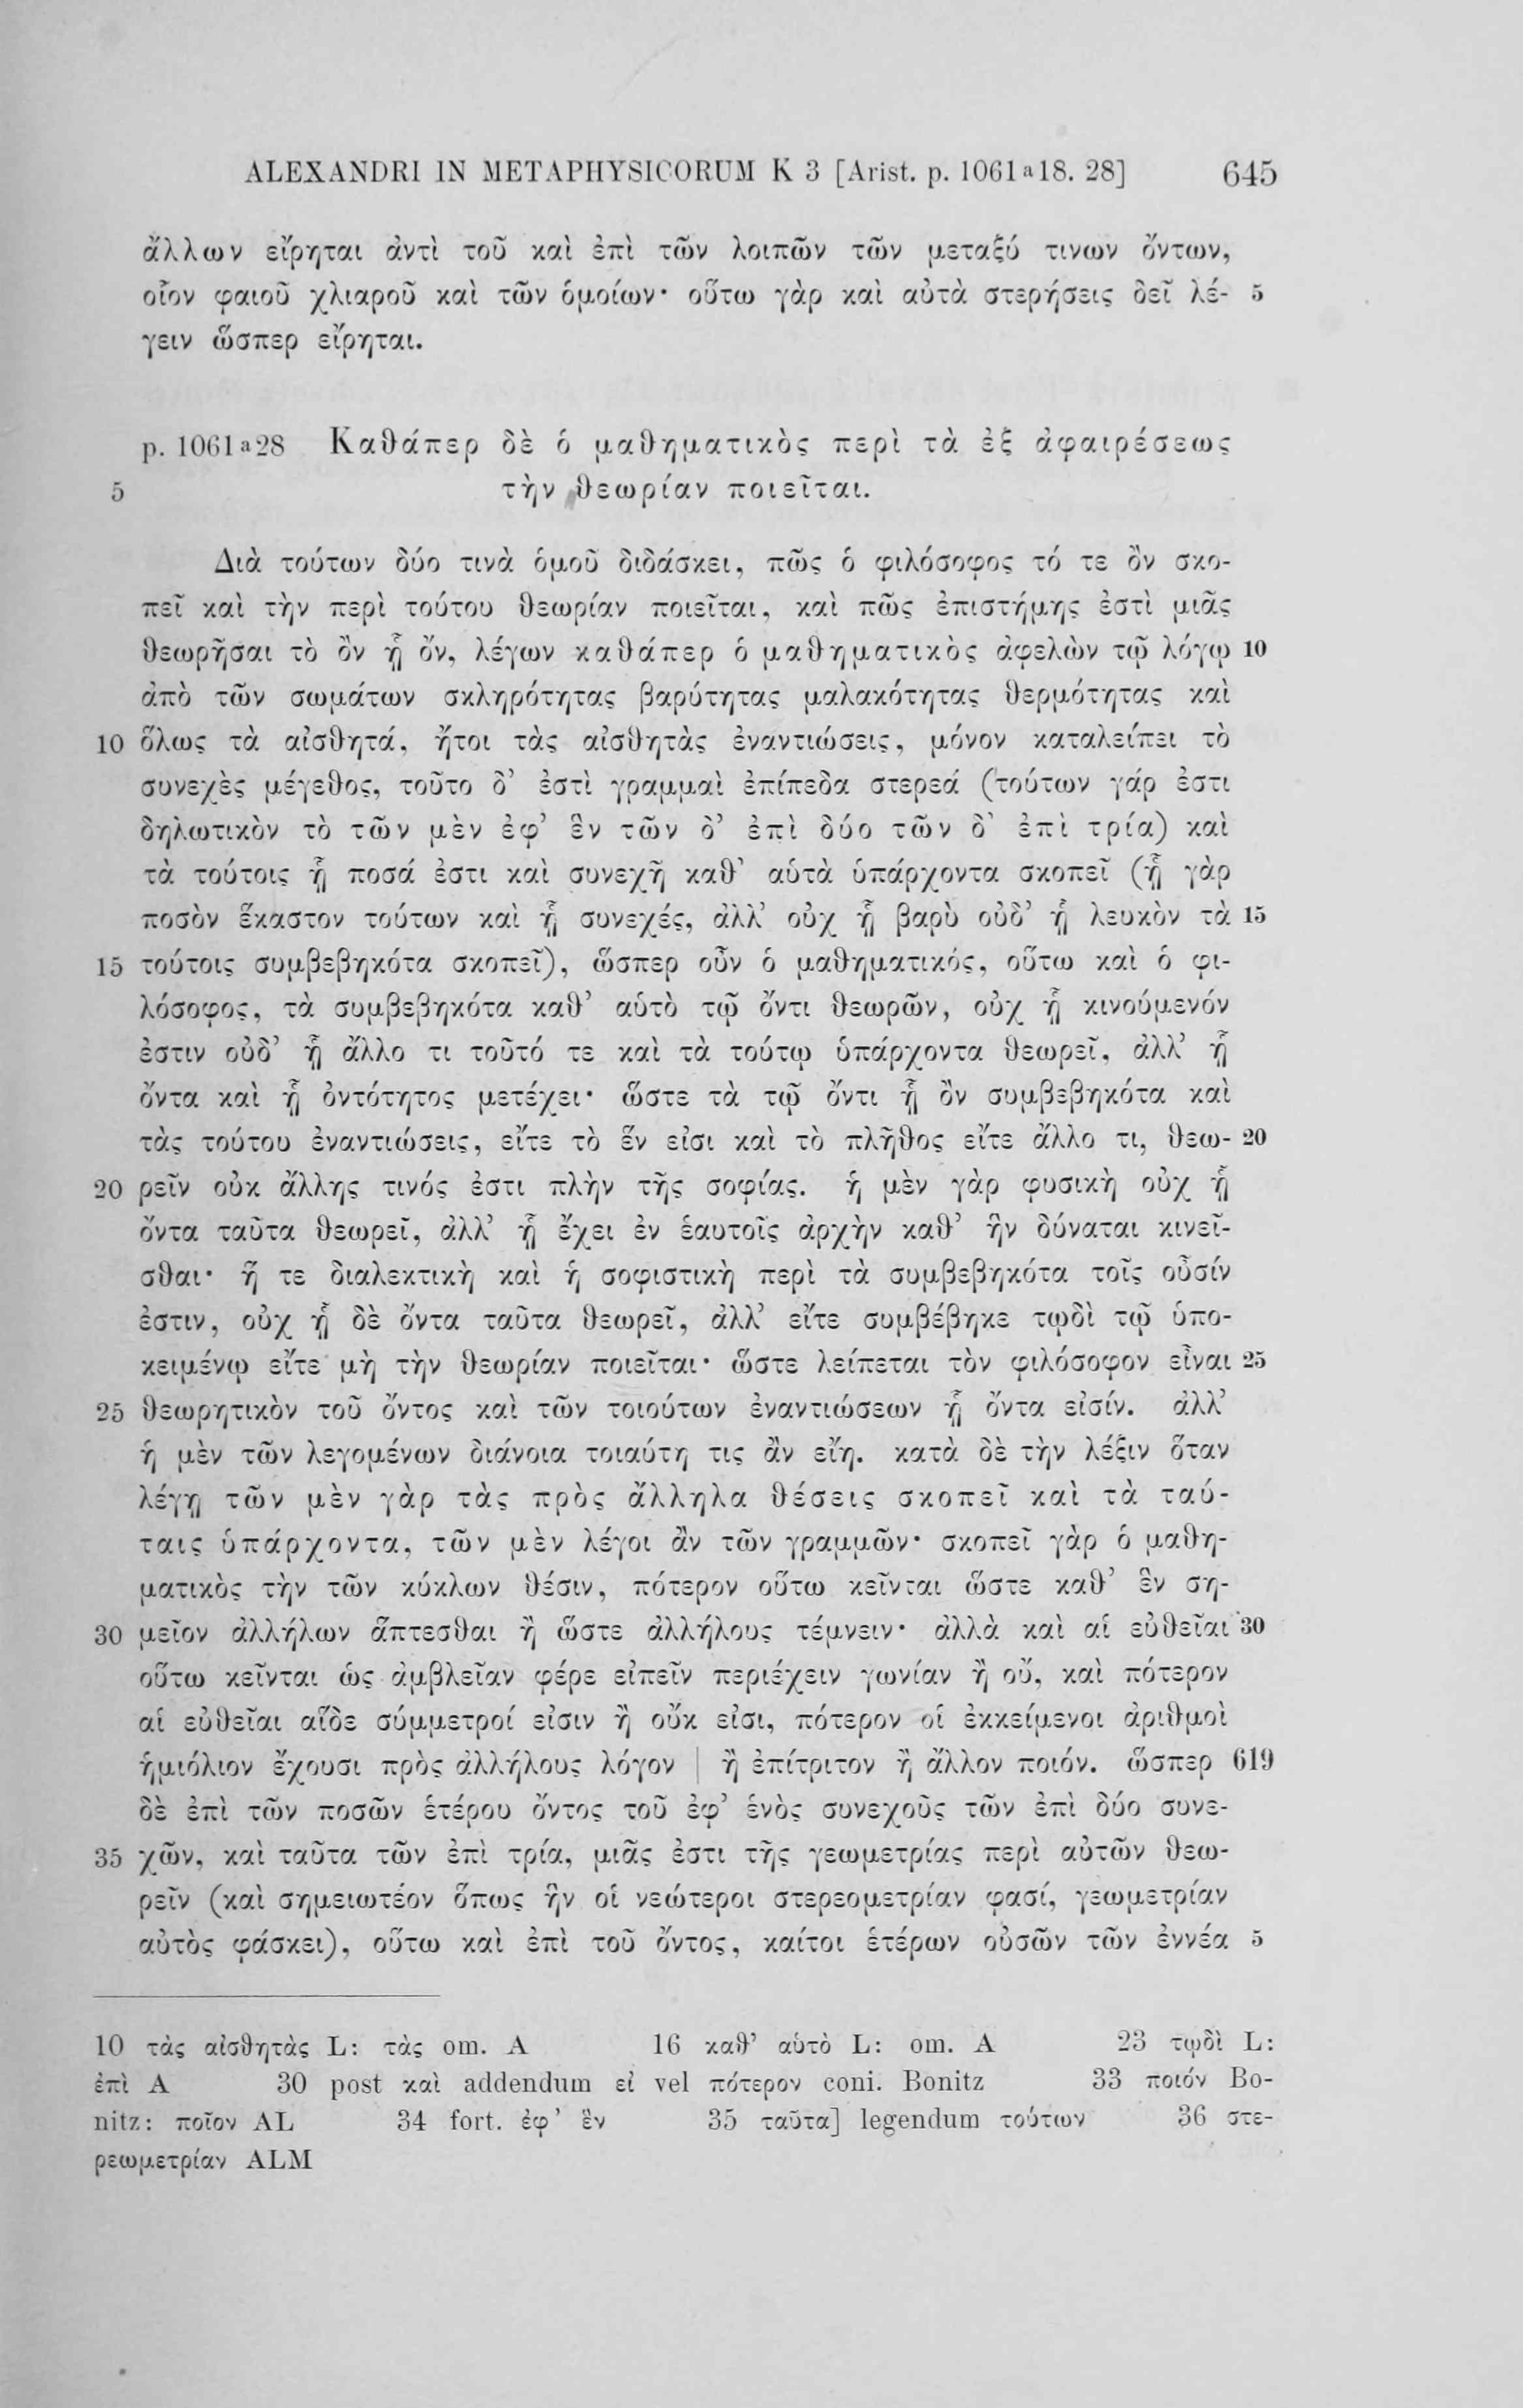 ALEXANDRI IN METAPHYSICORUM K 3 [Arist. p. 1061a18. 28] 645
ἄλλων εἴρηται ἀντὶ τοῦ καὶ ἐπὶ τῶν λοιπῶν τῶν μεταξύ τινων ὄντων,
οἷον φαιοῦ χλιαροῦ καὶ τῶν ὁμοίων· οὕτω γὰρ καὶ αὐτὰ στερήσεις δεῖ λέ- 5
γειν ὥσπερ εἴρηται.
p. 1061a28 Καθάπερ δὲ ὁ μαθηματικὸς περὶ τὰ ἐξ ἀφαιρέσεως
5 τὴν θεωρίαν ποιεῖται.
Διὰ τούτων δύο τινὰ ὁμοῦ διδάσκει, πῶς ὁ φιλόσοφος τό τε ὂν σκο-
πεῖ καὶ τὴν περὶ τούτου θεωρίαν ποιεῖται, καὶ πῶς ἐπιστήμης ἐστὶ μιᾶς
θεωρῆσαι τὸ ὂν ᾗ ὄν, λέγων καθάπερ ὁ μαθηματικὸς ἀφελὼν τῷ λόγῳ 10
ἀπὸ τῶν σωμάτων σκληρότητας βαρύτητας μαλακότητας θερμότητας καὶ
10 ὅλως τὰ αἰσθητά, ἤτοι τὰς αἰσθητὰς ἐναντιώσεις, μόνον καταλείπει τὸ
συνεχὲς μέγεθος, τοῦτο δ’ ἐστὶ γραμμαὶ ἐπίπεδα στερεά (τούτων γάρ ἐστι
δηλωτικὸν τὸ τῶν μὲν ἐφ’ ἓν τῶν δ’ ἐπὶ δύο τῶν δ’ ἐπὶ τρία) καὶ
τὰ τούτοις ᾗ ποσά ἐστι καὶ συνεχῆ καθ’ αὑτὰ ὑπάρχοντα σκοπεῖ (ᾗ γὰρ
ποσὸν ἕκαστον τούτων καὶ ᾗ συνεχές, ἀλλ’ οὐχ ᾗ βαρὺ οὐδ’ ᾗ λευκὸν τὰ 15
15 τούτοις συμβεβηκότα σκοπεῖ), ὥσπερ οὖν ὁ μαθηματικός, οὕτω καὶ ὁ φι-
λόσοφος, τὰ συμβεβηκότα καθ’ αὑτὸ τῷ ὄντι θεωρῶν, οὐχ ᾗ κινούμενόν
ἐστιν οὐδ’ ᾗ ἄλλο τι τοῦτό τε καὶ τὰ τούτῳ ὑπάρχοντα θεωρεῖ, ἀλλ’ ᾗ
ὄντα καὶ ᾗ ὀντότητος μετέχει· ὥστε τὰ τῷ ὄντι ᾗ ὂν συμβεβηκότα καὶ
τὰς τούτου ἐναντιώσεις, εἴτε τὸ ἕν εἰσι καὶ τὸ πλῆθος εἴτε ἄλλο τι, θεω- 20
20 ρεῖν οὐκ ἄλλης τινός ἐστι πλὴν τῆς σοφίας. ἡ μὲν γὰρ φυσικὴ οὐχ ᾗ
ὄντα ταῦτα θεωρεῖ, ἀλλ’ ᾗ ἔχει ἐν ἑαυτοῖς ἀρχὴν καθ’ ἣν δύναται κινεῖ-
σθαι· ἥ τε διαλεκτικὴ καὶ ἡ σοφιστικὴ περὶ τὰ συμβεβηκότα τοῖς οὖσίν
ἐστιν, οὐχ ᾗ δὲ ὄντα ταῦτα θεωρεῖ, ἀλλ’ εἴτε συμβέβηκε τῳδὶ τῷ ὑπο-
κειμένῳ εἴτε μὴ τὴν θεωρίαν ποιεῖται· ὥστε λείπεται τὸν φιλόσοφον εἶναι 25
25 θεωρητικὸν τοῦ ὄντος καὶ τῶν τοιούτων ἐναντιώσεων ᾗ ὄντα εἰσίν. ἀλλ’
ἡ μὲν τῶν λεγομένων διάνοια τοιαύτη τις ἂν εἴη. κατὰ δὲ τὴν λέξιν ὅταν
λέγῃ τῶν μὲν γὰρ τὰς πρὸς ἄλληλα θέσεις σκοπεῖ καὶ τὰ ταύ-
ταις ὑπάρχοντα, τῶν μὲν λέγοι ἂν τῶν γραμμῶν· σκοπεῖ γὰρ ὁ μαθη-
ματικὸς τὴν τῶν κύκλων θέσιν, πότερον οὕτω κεῖνται ὥστε καθ’ ἓν ση-
30 μεῖον ἀλλήλων ἅπτεσθαι ἢ ὥστε ἀλλήλους τέμνειν· ἀλλὰ καὶ αἱ εὐθεῖαι 30
οὕτω κεῖνται ὡς ἀμβλεῖαν φέρε εἰπεῖν περιέχειν γωνίαν ἢ οὔ, καὶ πότερον
αἱ εὐθεῖαι αἵδε σύμμετροί εἰσιν ἢ οὔκ εἰσι, πότερον οἱ ἐκκείμενοι ἀριθμοὶ
ἡμιόλιον ἔχουσι πρὸς ἀλλήλους λόγον | ἢ ἐπίτριτον ἢ ἄλλον ποιόν. ὥσπερ 619
δὲ ἐπὶ τῶν ποσῶν ἑτέρου ὄντος τοῦ ἐφ’ ἑνὸς συνεχοῦς τῶν ἐπὶ δύο συνε-
35 χῶν, καὶ ταῦτα τῶν ἐπὶ τρία, μιᾶς ἐστι τῆς γεωμετρίας περὶ αὐτῶν θεω-
ρεῖν (καὶ σημειωτέον ὅπως ἣν οἱ νεώτεροι στερεομετρίαν φασί, γεωμετρίαν
αὐτὸς φάσκει), οὕτω καὶ ἐπὶ τοῦ ὄντος, καίτοι ἑτέρων οὐσῶν τῶν ἐννέα 5
10 τὰς αἰσθητὰς L: τὰς om. A 16 καθ’ αὑτὸ L: om. A 23 τῳδὶ L:
ἐπὶ A 30 post καὶ addendum εἰ vel πότερον coni. Bonitz 33 ποιόν Bo-
nitz: ποῖον AL 34 fort. ἐφ’ ἓν 35 ταῦτα] legendum τούτων 36 στε-
ρεωμετρίαν ALM